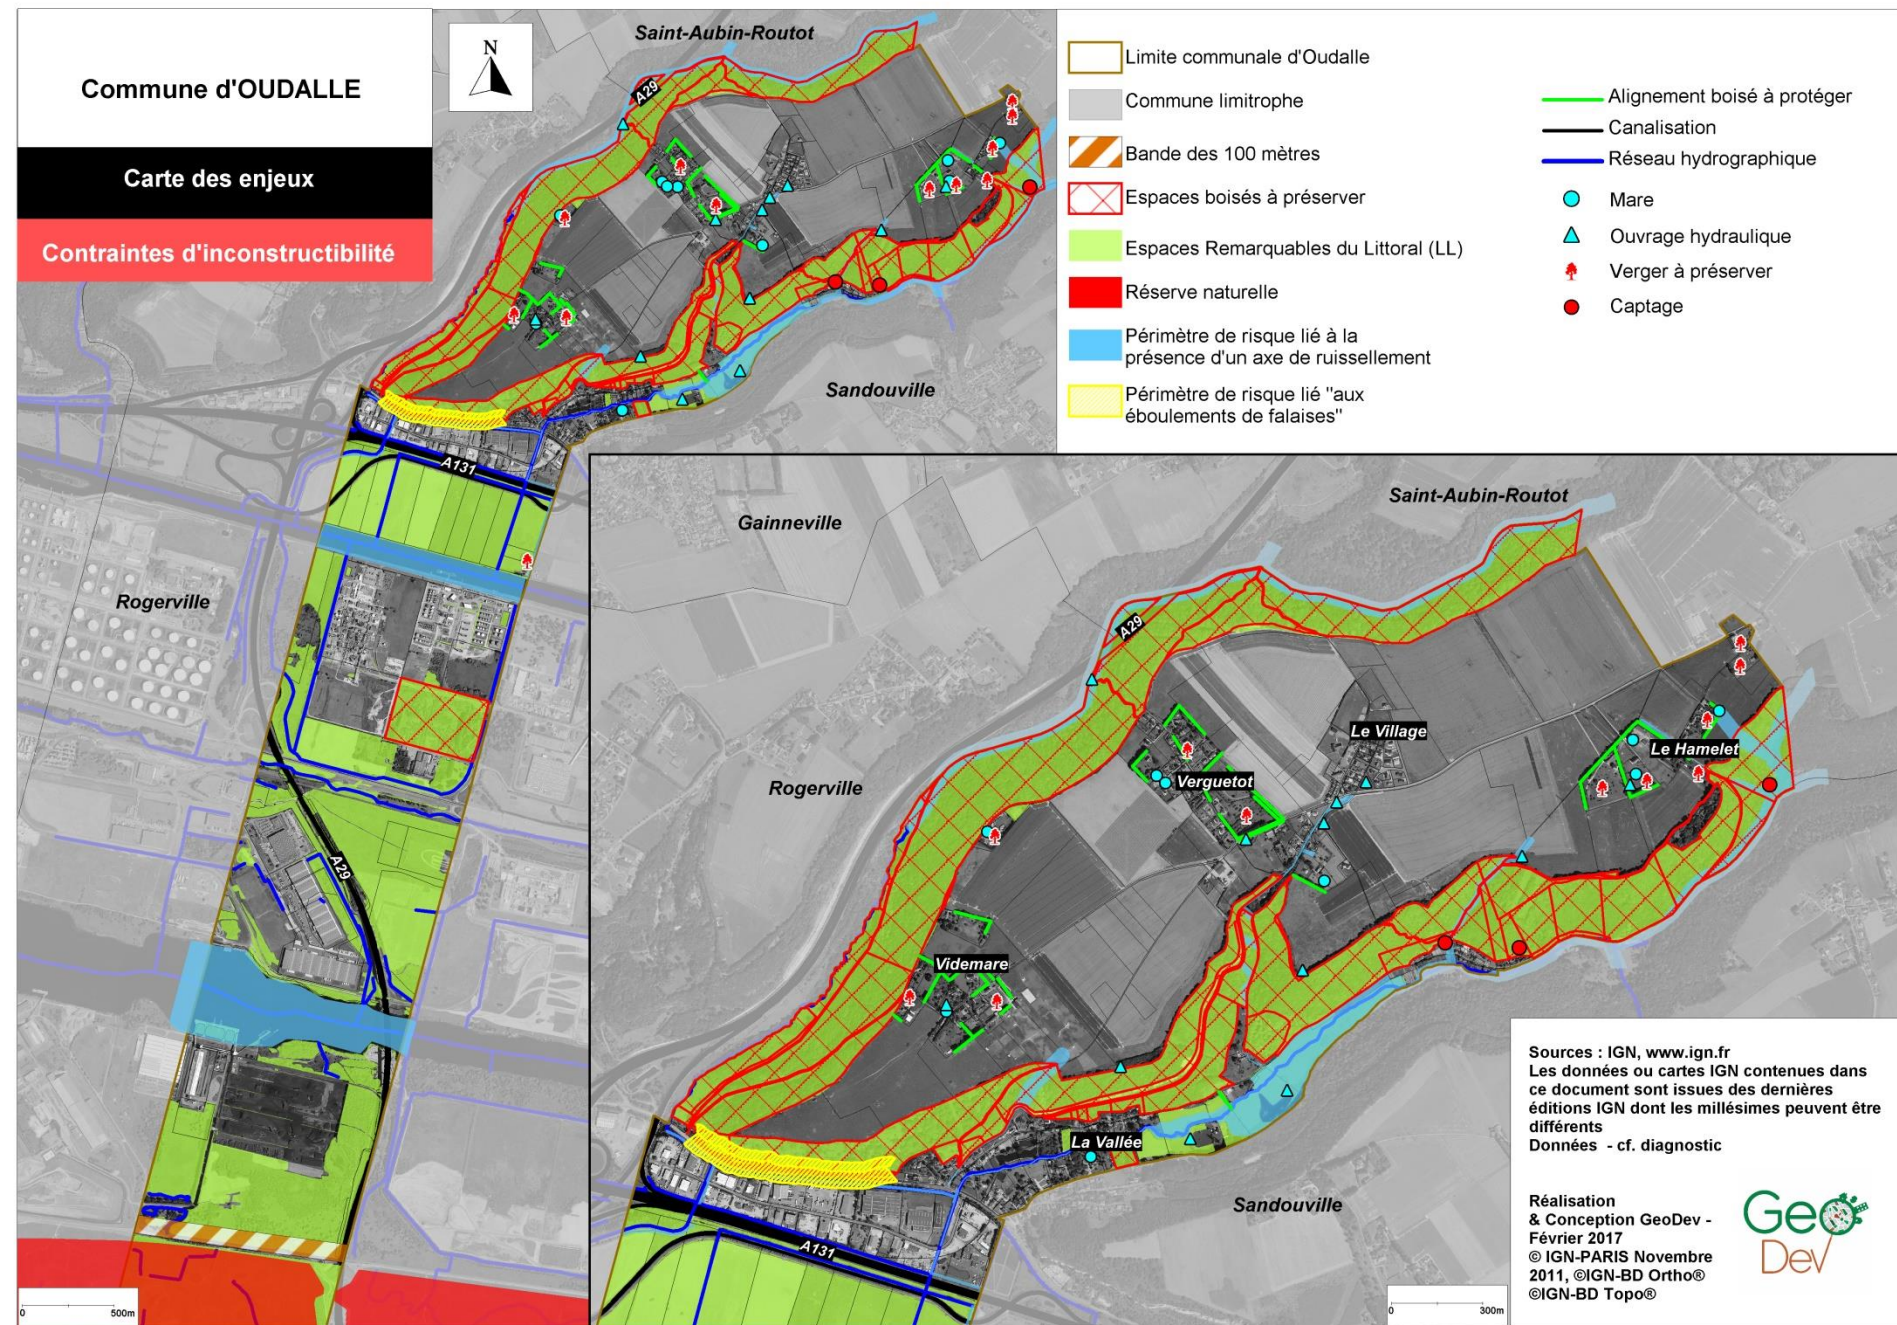 Commune d'OUDALLE
Carte des enjeux
Contraintes d'inconstructibilité
N
Saint-Aubin-Routot
A29
Sandouville
A131
Rogerville
A29
0 500m
Limite communale d'Oudalle
Commune limitrophe
Bande des 100 mètres
Espaces boisés à préserver
Espaces Remarquables du Littoral (LL)
Réserve naturelle
Périmètre de risque lié à la
présence d'un axe de ruissellement
Périmètre de risque lié "aux
éboulements de falaises"
Alignement boisé à protéger
Canalisation
Réseau hydrographique
Mare
Ouvrage hydraulique
Verger à préserver
Captage
Gainneville
Saint-Aubin-Routot
A29
Le Village
Le Hamelet
Verguetot
Rogerville
Videmare
La Vallée
Sandouville
A131
0 300m
Sources : IGN, www.ign.fr
Les données ou cartes IGN contenues dans
ce document sont issues des dernières
éditions IGN dont les millésimes peuvent être
différents
Données - cf. diagnostic
Réalisation
& Conception GeoDev -
Février 2017
© IGN-PARIS Novembre
2011, ©IGN-BD Ortho®
©IGN-BD Topo®
Geo
Dev